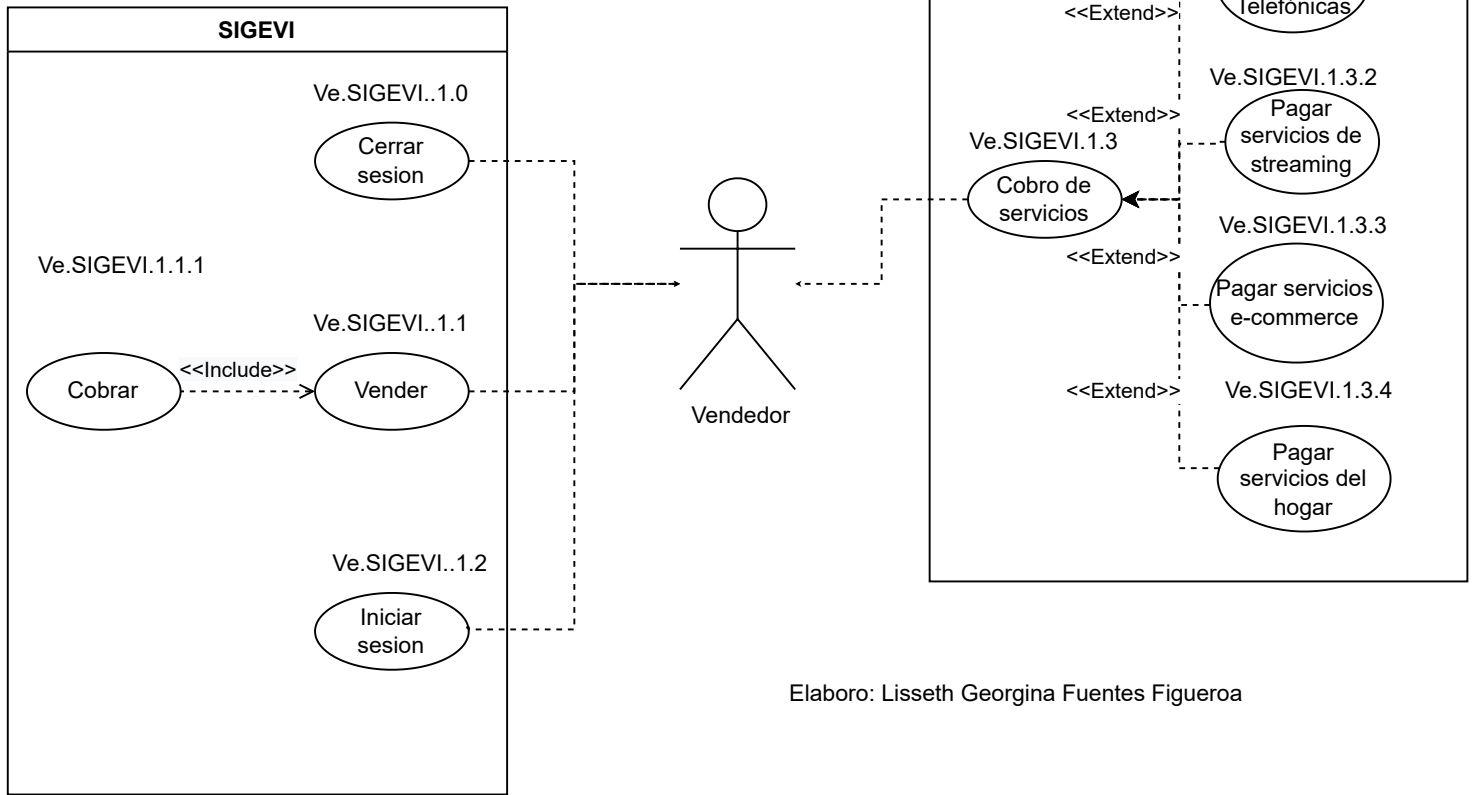 SIGEVI
Ve.SIGEVI..1.0
Cerrar
sesion
Ve.SIGEVI.1.1.1
Ve.SIGEVI..1.1
Cobrar
<<Include>>
Vender
Ve.SIGEVI..1.2
Iniciar
sesion
Vendedor
<<Extend>>
Telefónicas
Ve.SIGEVI.1.3.2
<<Extend>>
Pagar
servicios de
streaming
Ve.SIGEVI.1.3
Cobro de
servicios
Ve.SIGEVI.1.3.3
<<Extend>>
Pagar servicios
e-commerce
<<Extend>>
Ve.SIGEVI.1.3.4
Pagar
servicios del
hogar
Elaboro: Lisseth Georgina Fuentes Figueroa